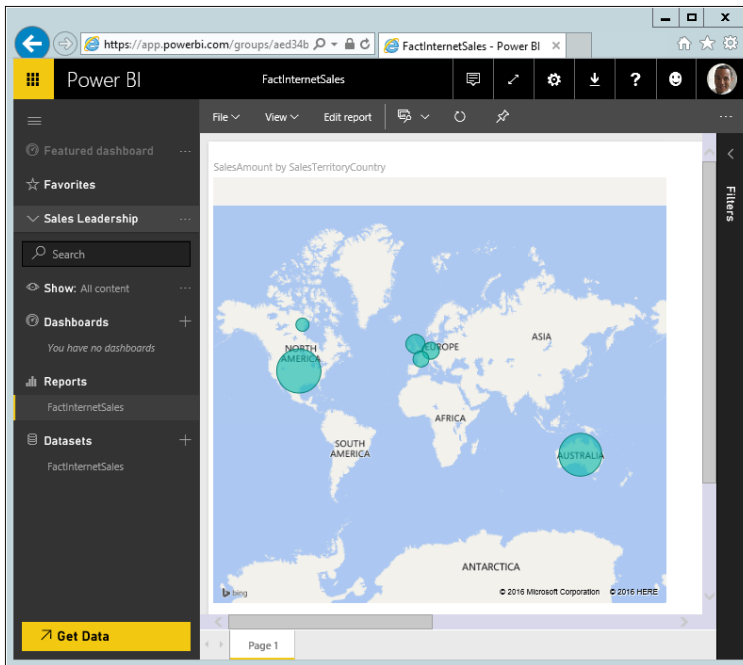 https://app.powerbi.com/groups/aed34b
FactInternetSales - Power BI
Power BI
FactInternetSales
File
View
Edit report
Featured dashboard
Favorites
Sales Leadership
Search
Show: All content
Dashboards
You have no dashboards
Reports
FactInternetSales
Datasets
FactInternetSales
Get Data
SalesAmount by SalesTerritoryCountry
NORTH
AMERICA
EUROPE
ASIA
AFRICA
SOUTH
AMERICA
AUSTRALIA
ANTARCTICA
bing
© 2016 Microsoft Corporation © 2016 HERE
Filters
Page 1